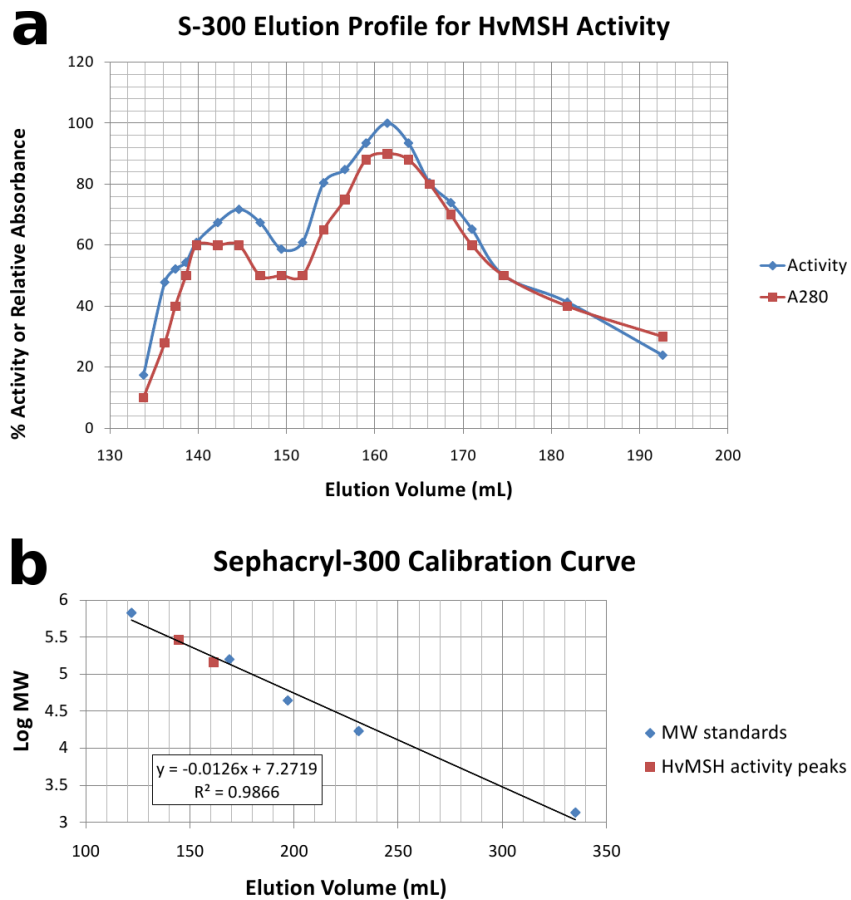 a
S-300 Elution Profile for HvMSH Activity
% Activity or Relative Absorbance
120
100
80
60
40
20
0
130 140 150 160 170 180 190 200
Elution Volume (mL)
Activity
A280
b
Sephacryl-300 Calibration Curve
Log MW
6
5.5
5
4.5
4
3.5
3
y = -0.0126x + 7.2719
R² = 0.9866
100 150 200 250 300 350
Elution Volume (mL)
MW standards
HvMSH activity peaks